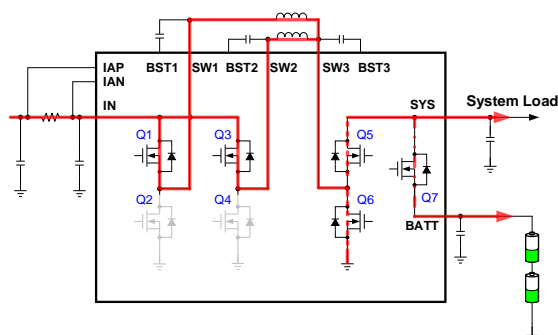 BST1
SW1
BST2
SW2
SW3
BST3
IAP
IAN
IN
SYS
System Load
Q1
Q3
Q5
Q7
Q2
Q4
Q6
BATT